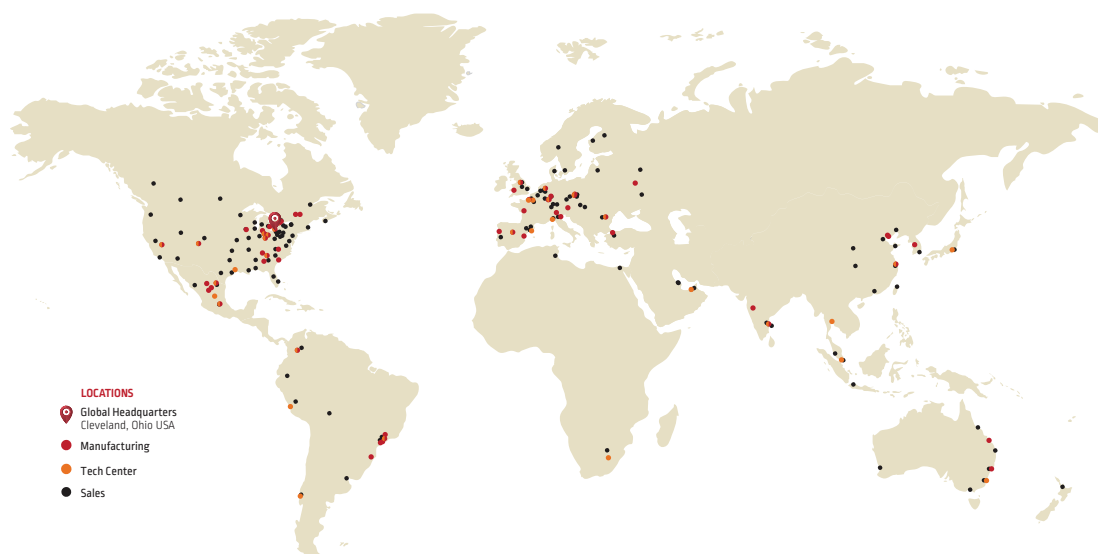 LOCATIONS
Global Headquarters
Cleveland, Ohio USA
Manufacturing
Tech Center
Sales